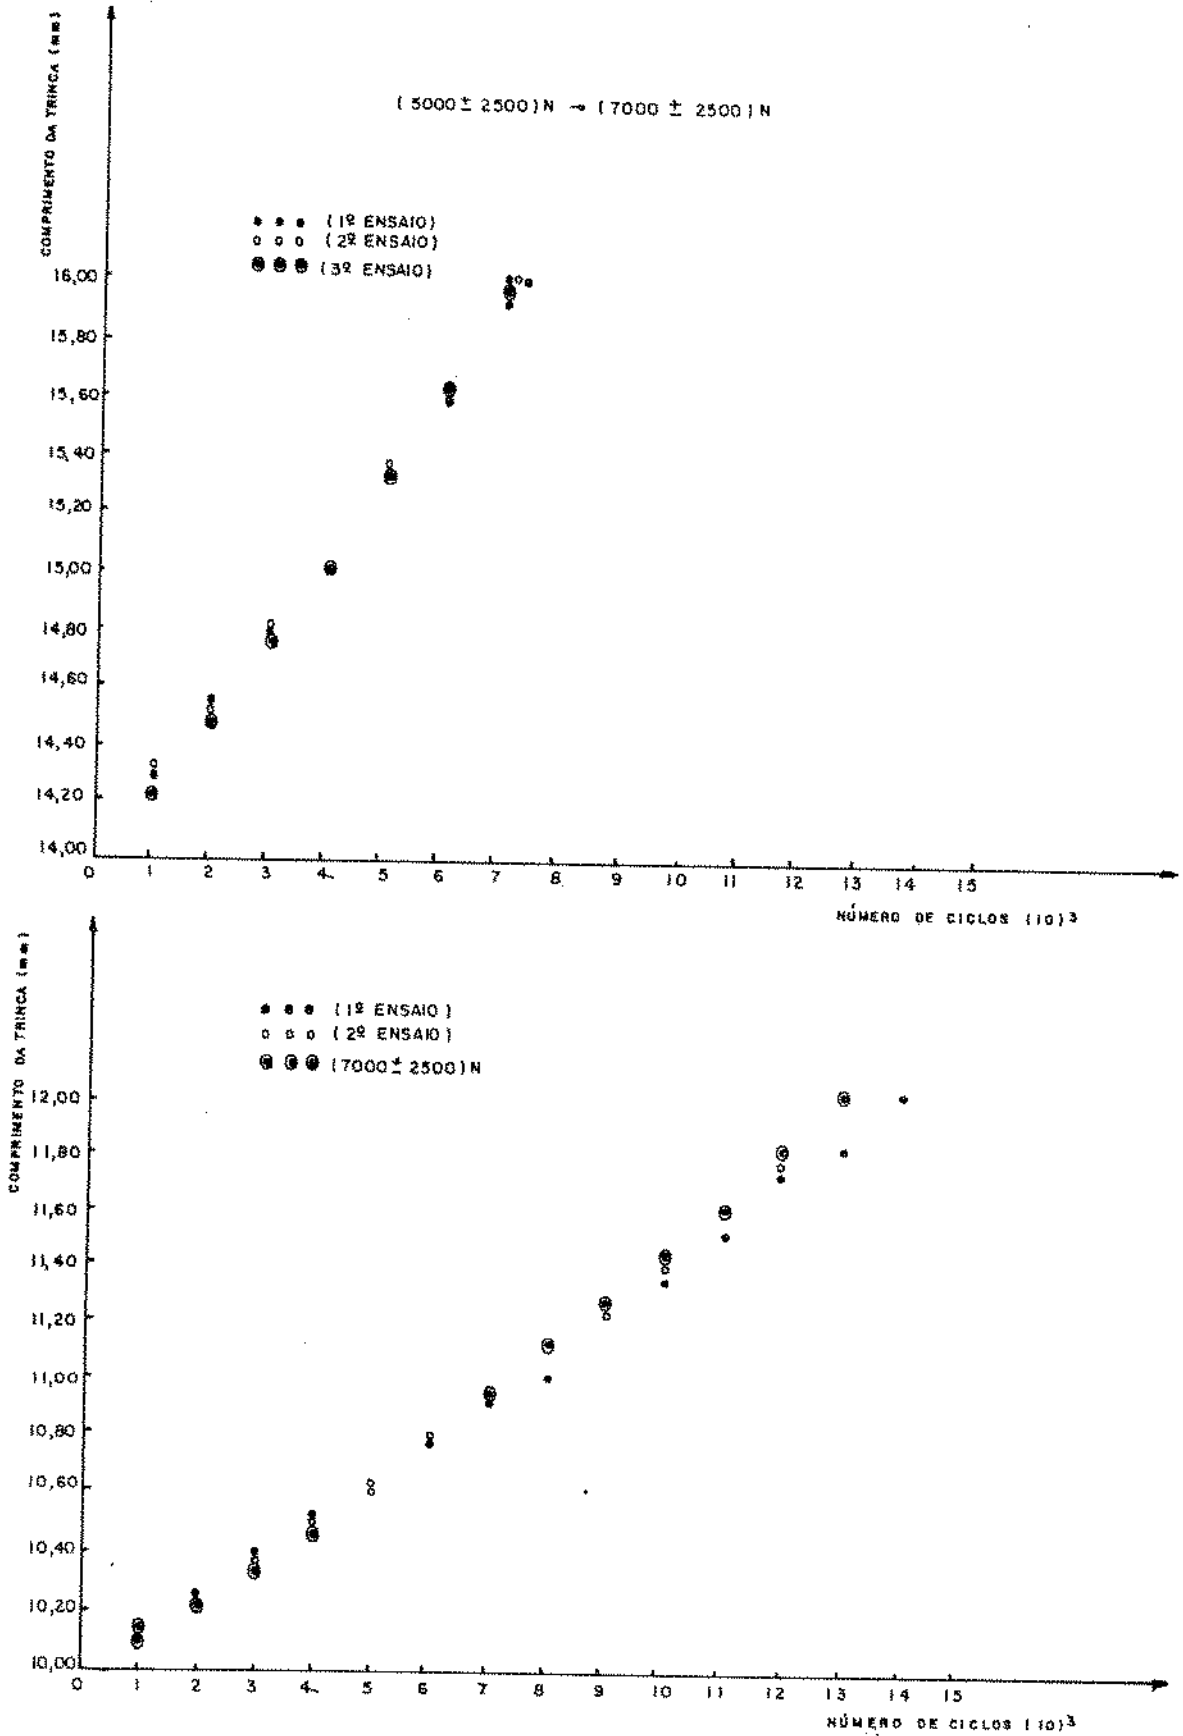 COMPRIMENTO DA TRINCA (mm)
(5000 ± 2500)N → (7000 ± 2500)N
(1º ENSAIO)
(2º ENSAIO)
(3º ENSAIO)
16,00
15,80
15,60
15,40
15,20
15,00
14,80
14,60
14,40
14,20
14,00
0 1 2 3 4 5 6 7 8 9 10 11 12 13 14 15
NÚMERO DE CICLOS (10)³
COMPRIMENTO DA TRINCA (mm)
(1º ENSAIO)
(2º ENSAIO)
(7000 ± 2500)N
12,00
11,80
11,60
11,40
11,20
11,00
10,80
10,60
10,40
10,20
10,00
0 1 2 3 4 5 6 7 8 9 10 11 12 13 14 15
NÚMERO DE CICLOS (10)³